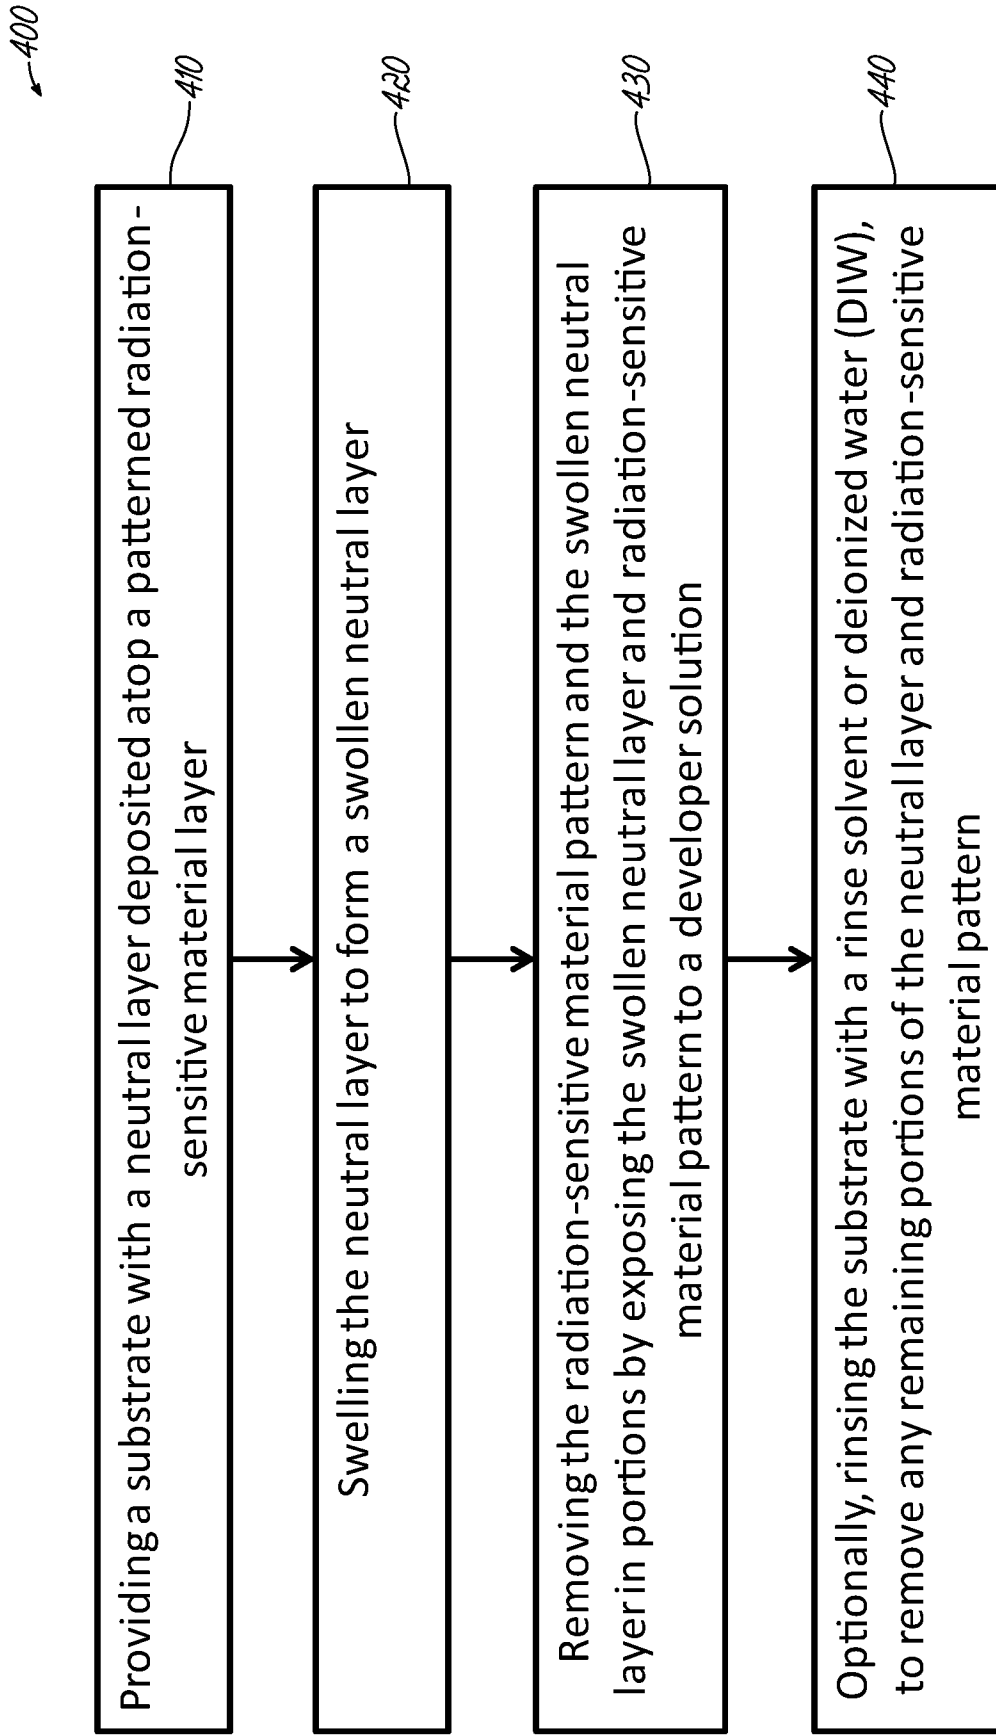 400
Providing a substrate with a neutral layer deposited atop a patterned radiation-
sensitive material layer
410
Swelling the neutral layer to form a swollen neutral layer
420
Removing the radiation-sensitive material pattern and the swollen neutral
layer in portions by exposing the swollen neutral layer and radiation-sensitive
material pattern to a developer solution
430
Optionally, rinsing the substrate with a rinse solvent or deionized water (DIW),
to remove any remaining portions of the neutral layer and radiation-sensitive
material pattern
440